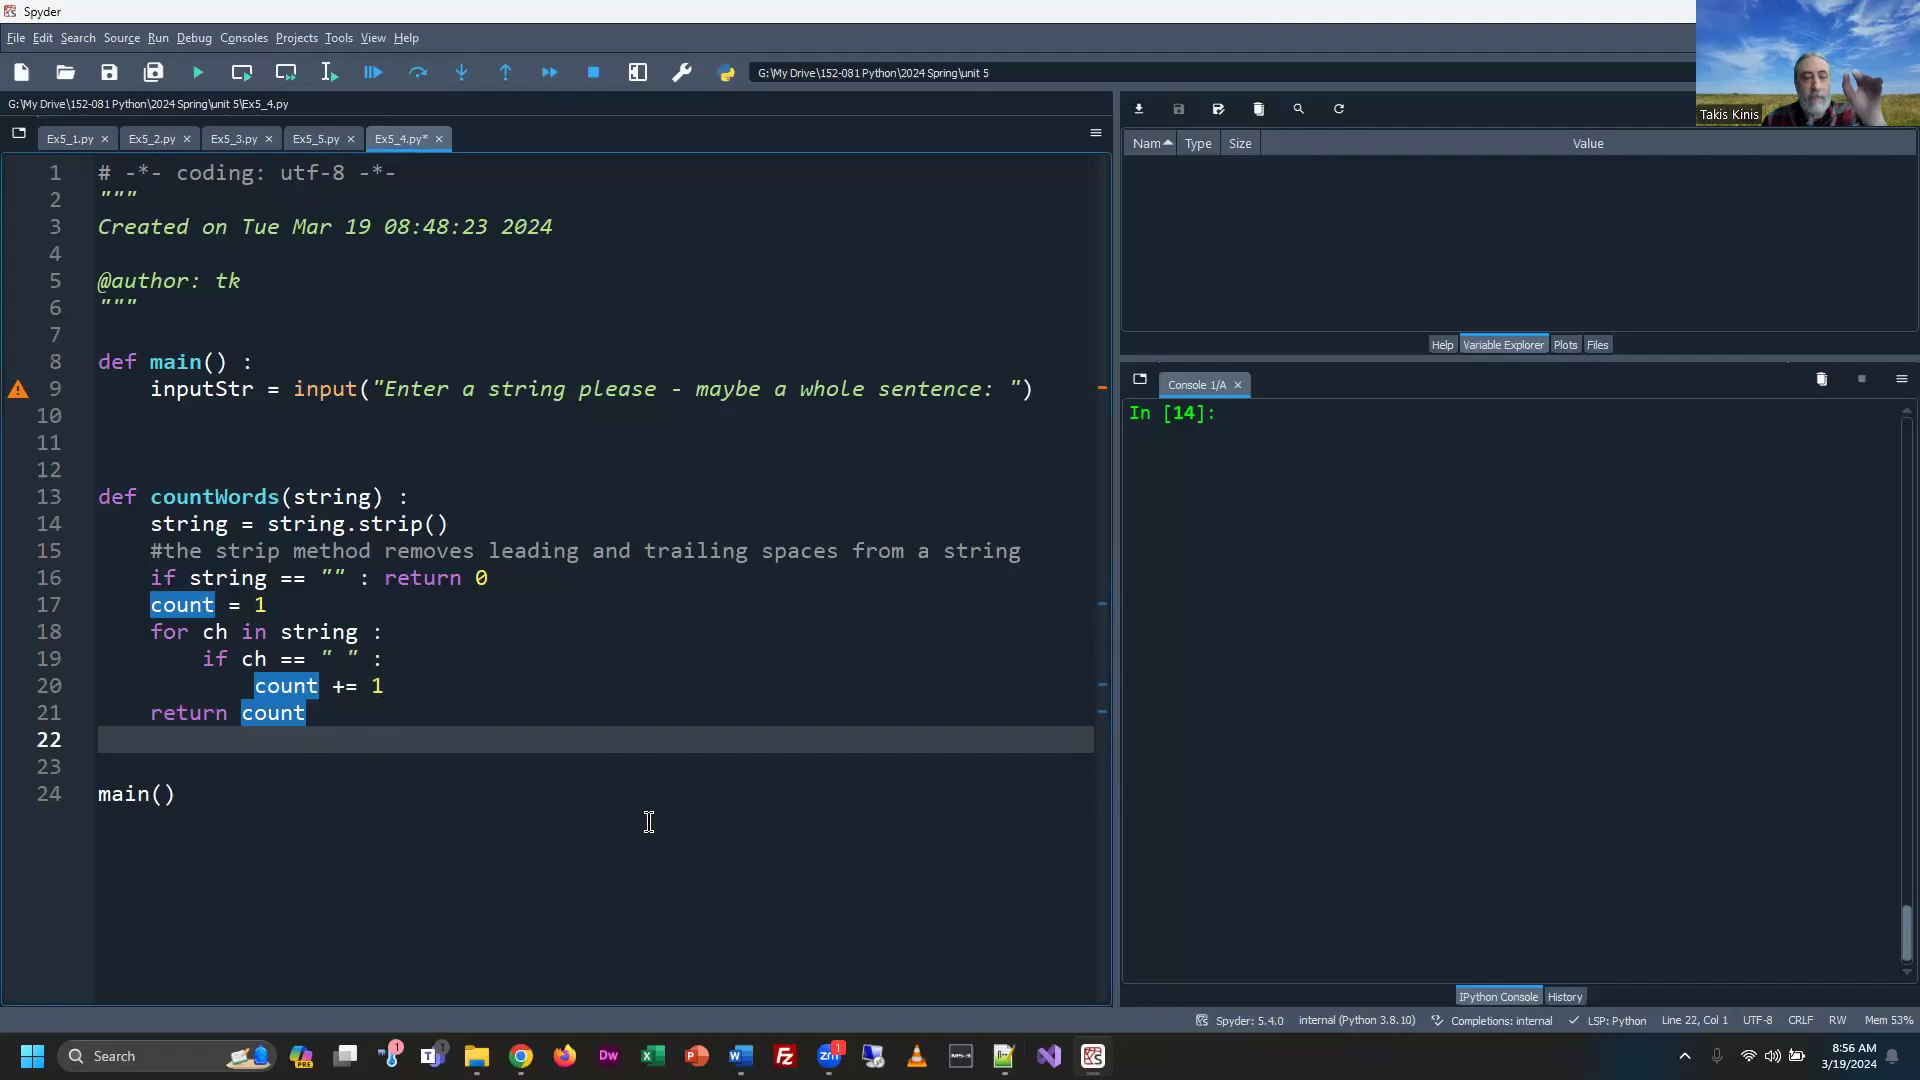 Spyder
File Edit Search Source Run Debug Consoles Projects Tools View Help
G:\My Drive\152-081 Python\2024 Spring\unit 5
G:\My Drive\152-081 Python\2024 Spring\unit 5\Ex5_4.py
Takis Kinis
Ex5_1.py Ex5_2.py Ex5_3.py Ex5_5.py Ex5_4.py*
Nam Type Size Value
1 # -*- coding: utf-8 -*-
2 """
3 Created on Tue Mar 19 08:48:23 2024
4
5 @author: tk
6 """
7
8 def main() :
9 inputStr = input("Enter a string please - maybe a whole sentence: ")
10
11
12
13 def countWords(string) :
14 string = string.strip()
15 #the strip method removes leading and trailing spaces from a string
16 if string == "" : return 0
17 count = 1
18 for ch in string :
19 if ch == " " :
20 count += 1
21 return count
22
23
24 main()
Help Variable Explorer Plots Files
Console 1/A
In [14]:
IPython Console History
Spyder: 5.4.0 internal (Python 3.8.10) Completions: internal LSP: Python Line 22, Col 1 UTF-8 CRLF RW Mem 53%
Search
PRE
1
1
Dw
1
8:56 AM
3/19/2024